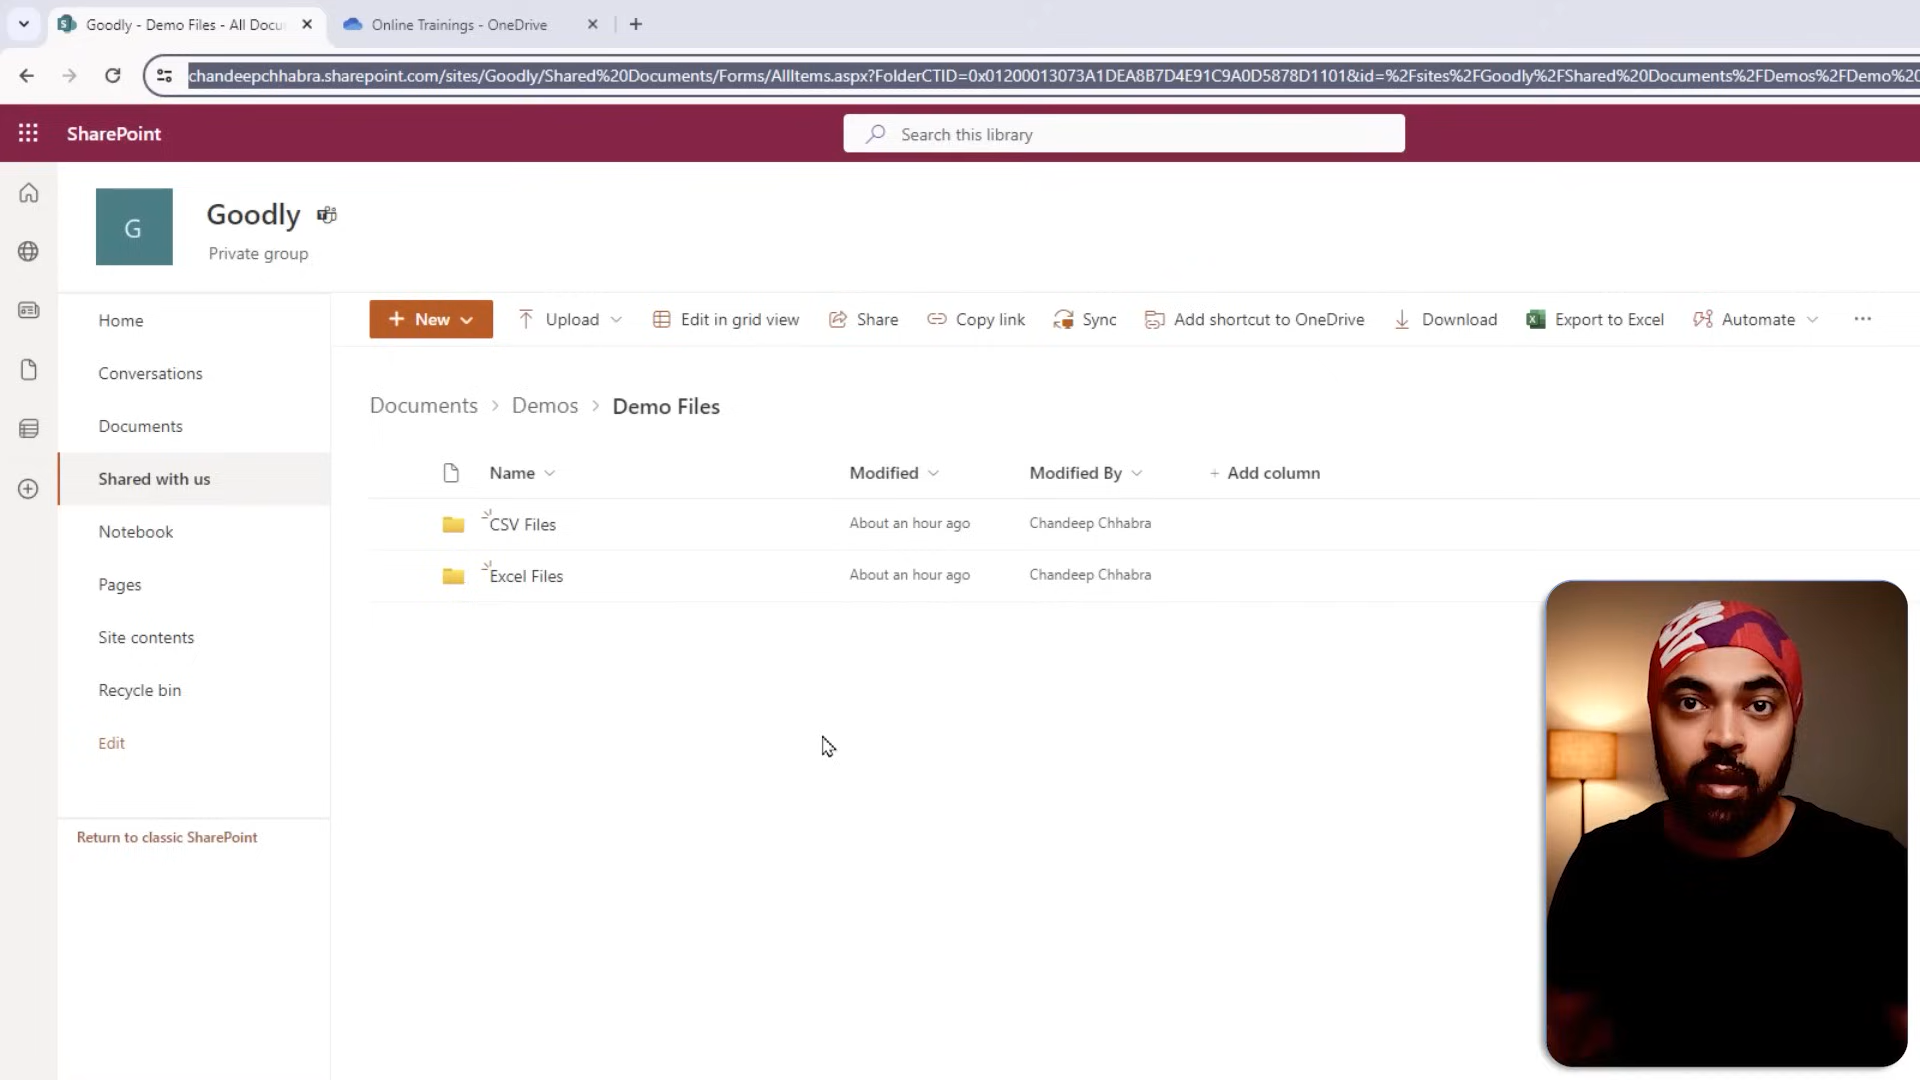 Goodly - Demo Files - All Docu
Online Trainings - OneDrive
chandeepchhabra.sharepoint.com/sites/Goodly/Shared%20Documents/Forms/AllItems.aspx?FolderCTID=0x01200013073A1DEA8B7D4E91C9A0D5878D1101&id=%2Fsites%2FGoodly%2FShared%20Documents%2FDemos%2FDemo%20
SharePoint
Search this library
G
Goodly
Private group
Home
Conversations
Documents
Shared with us
Notebook
Pages
Site contents
Recycle bin
Edit
Return to classic SharePoint
+ New Upload Edit in grid view Share Copy link Sync Add shortcut to OneDrive Download Export to Excel Automate ...
Documents > Demos > Demo Files
Name Modified Modified By + Add column
CSV Files About an hour ago Chandeep Chhabra
Excel Files About an hour ago Chandeep Chhabra